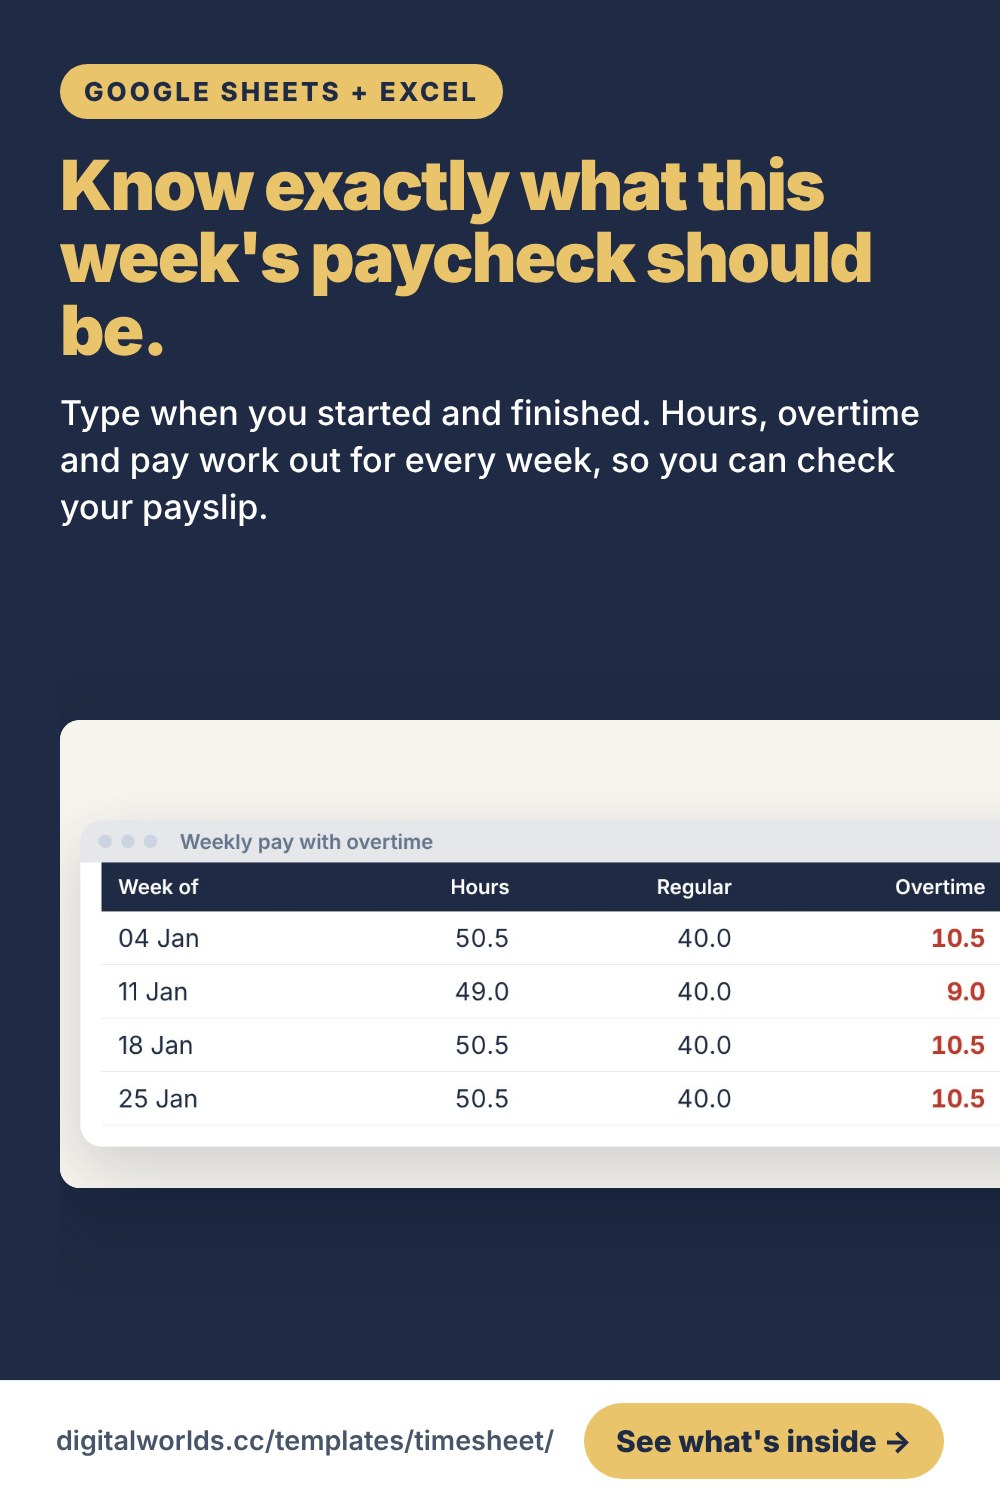 GOOGLE SHEETS + EXCEL
Know exactly what this
week's paycheck should
be.
Type when you started and finished. Hours, overtime
and pay work out for every week, so you can check
your payslip.
Weekly pay with overtime
Week of Hours Regular Overtime
04 Jan 50.5 40.0 10.5
11 Jan 49.0 40.0 9.0
18 Jan 50.5 40.0 10.5
25 Jan 50.5 40.0 10.5
digitalworlds.cc/templates/timesheet/ See what's inside →